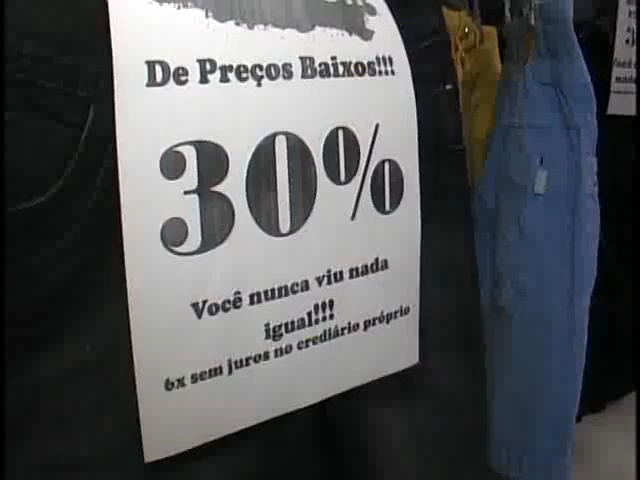 De Preços Baixos!!!
30%
Você nunca viu nada
igual!!!
6x sem juros no crediário próprio